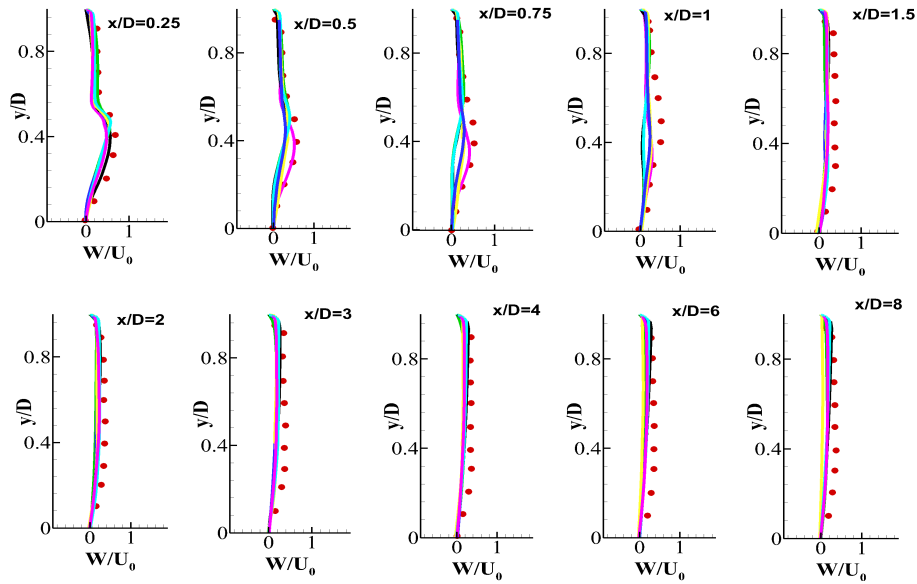 x/D=0.25
x/D=0.5
x/D=0.75
x/D=1
x/D=1.5
0.8
0.8
0.8
0.8
0.8
y/D
y/D
y/D
y/D
y/D
0.4
0.4
0.4
0.4
0.4
0
0
0
0
0
0 1
0 1
0 1
0 1
0 1
W/U₀
W/U₀
W/U₀
W/U₀
W/U₀
x/D=2
x/D=3
x/D=4
x/D=6
x/D=8
0.8
0.8
0.8
0.8
0.8
y/D
y/D
y/D
y/D
y/D
0.4
0.4
0.4
0.4
0.4
0
0
0
0
0
0 1
0 1
0 1
0 1
0 1
W/U₀
W/U₀
W/U₀
W/U₀
W/U₀